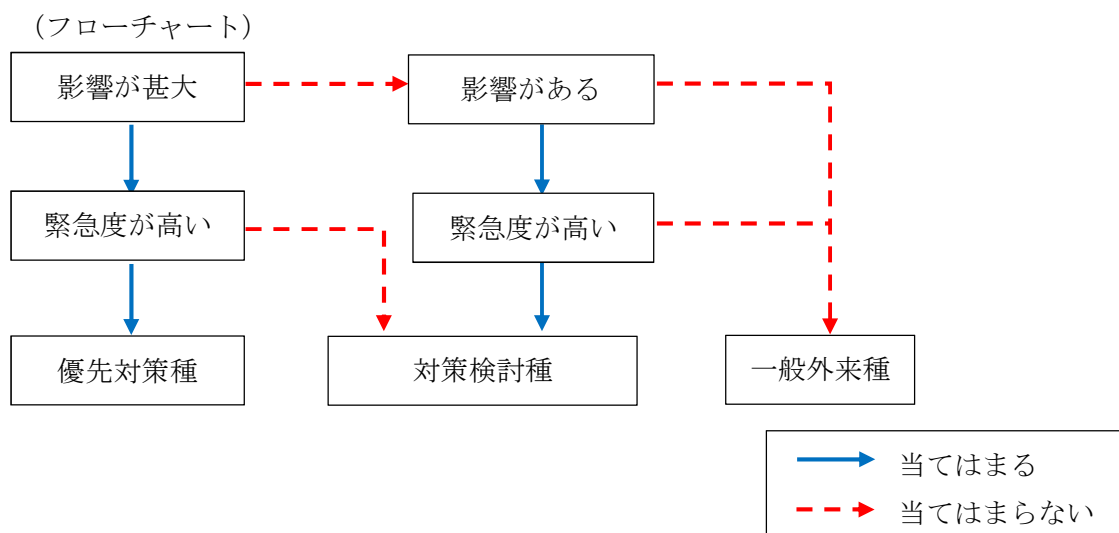 （フローチャート）
影響が甚大
影響がある
緊急度が高い
緊急度が高い
優先対策種
対策検討種
一般外来種
当てはまる
当てはまらない